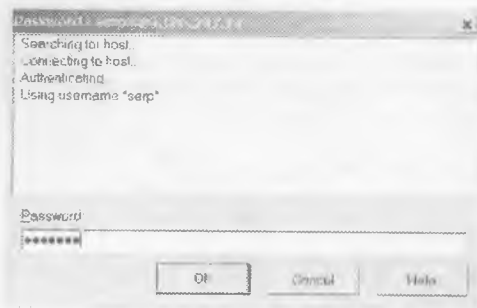 Searching for host..
Connecting to host..
Authenticating..
Using username "serp"
Password
*******
OK
Cancel
Help